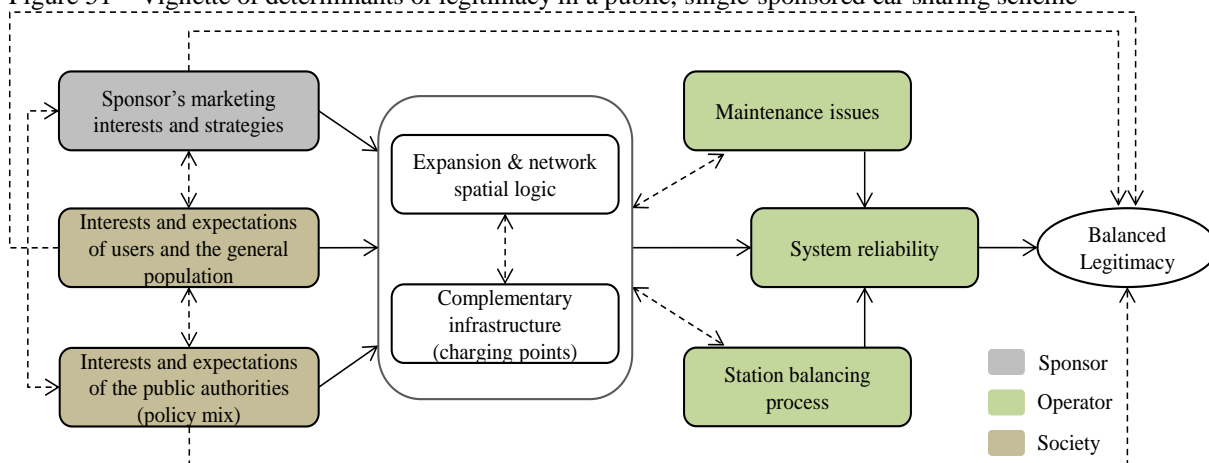 Figure 31 – Vignette of determinants of legitimacy in a public, single-sponsored car sharing scheme
Sponsor's marketing
interests and strategies
Interests and expectations
of users and the general
population
Interests and expectations
of the public authorities
(policy mix)
Expansion & network
spatial logic
Complementary
infrastructure
(charging points)
Maintenance issues
System reliability
Station balancing
process
Balanced
Legitimacy
Sponsor
Operator
Society